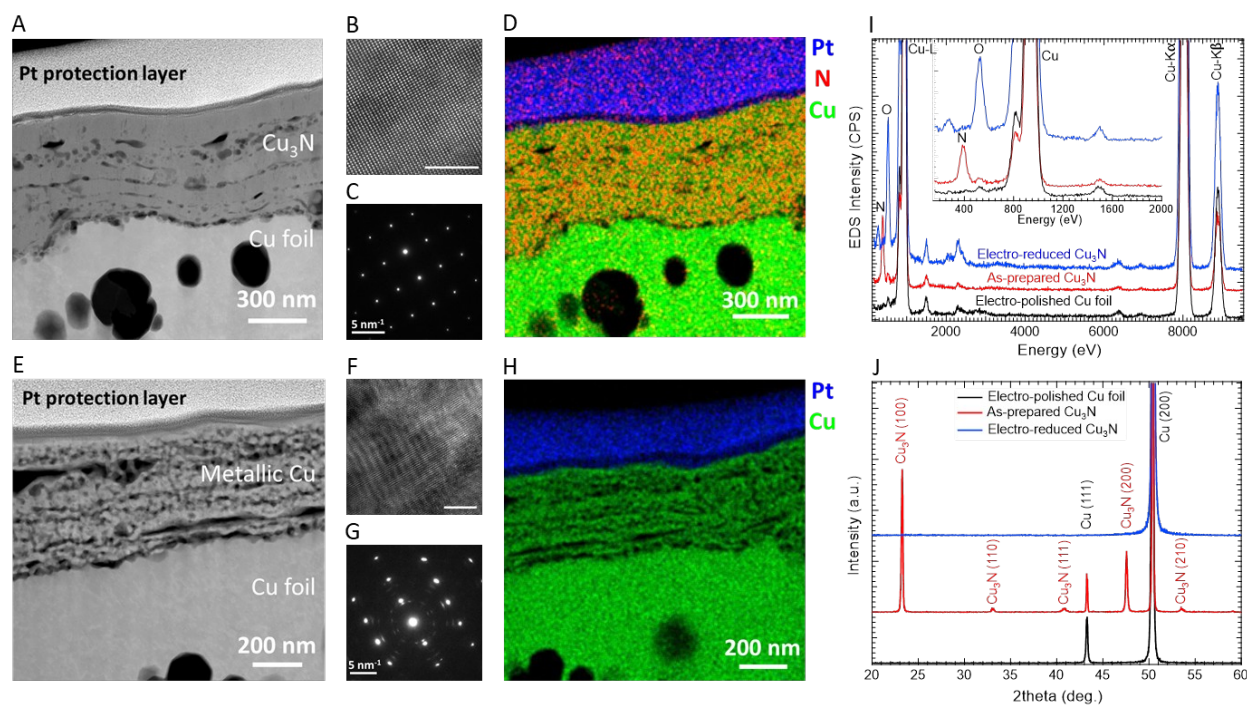 A
Pt protection layer
Cu₃N
Cu foil
300 nm
B
C
5 nm⁻¹
D
Pt
N
Cu
300 nm
E
Pt protection layer
Metallic Cu
Cu foil
200 nm
F
G
5 nm⁻¹
H
Pt
Cu
200 nm
I
EDS Intensity (CPS)
N
O
Cu-L
Cu-Kα
Cu-Kβ
N
O
Cu
400 800 1200 1600 2000
Energy (eV)
Electro-reduced Cu₃N
As-prepared Cu₃N
Electro-polished Cu foil
2000 4000 6000 8000
Energy (eV)
J
Intensity (a.u.)
Electro-polished Cu foil
As-prepared Cu₃N
Electro-reduced Cu₃N
Cu₃N (100)
Cu₃N (110)
Cu₃N (111)
Cu (111)
Cu₃N (200)
Cu (200)
Cu₃N (210)
20 25 30 35 40 45 50 55 60
2theta (deg.)